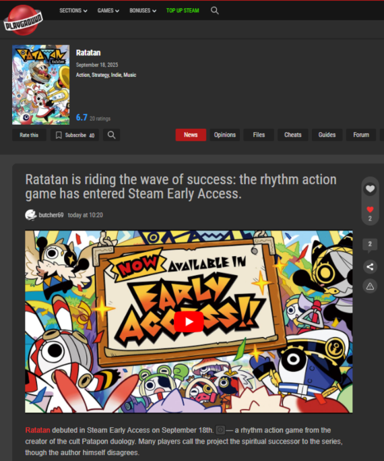 PLAYGROUND
SECTIONS
GAMES
BONUSES
TOP UP STEAM
Ratatan
September 18, 2025
Action, Strategy, Indie, Music
6.7 20 ratings
Rate this
Subscribe 40
News
Opinions
Files
Cheats
Guides
Forum
Ratatan is riding the wave of success: the rhythm action
game has entered Steam Early Access.
butcher69 today at 10:20
2
2
NOW AVAILABLE IN
EARLY
ACCESS!!
Ratatan debuted in Steam Early Access on September 18th, — a rhythm action game from the
creator of the cult Patapon duology. Many players call the project the spiritual successor to the series,
though the author himself disagrees.